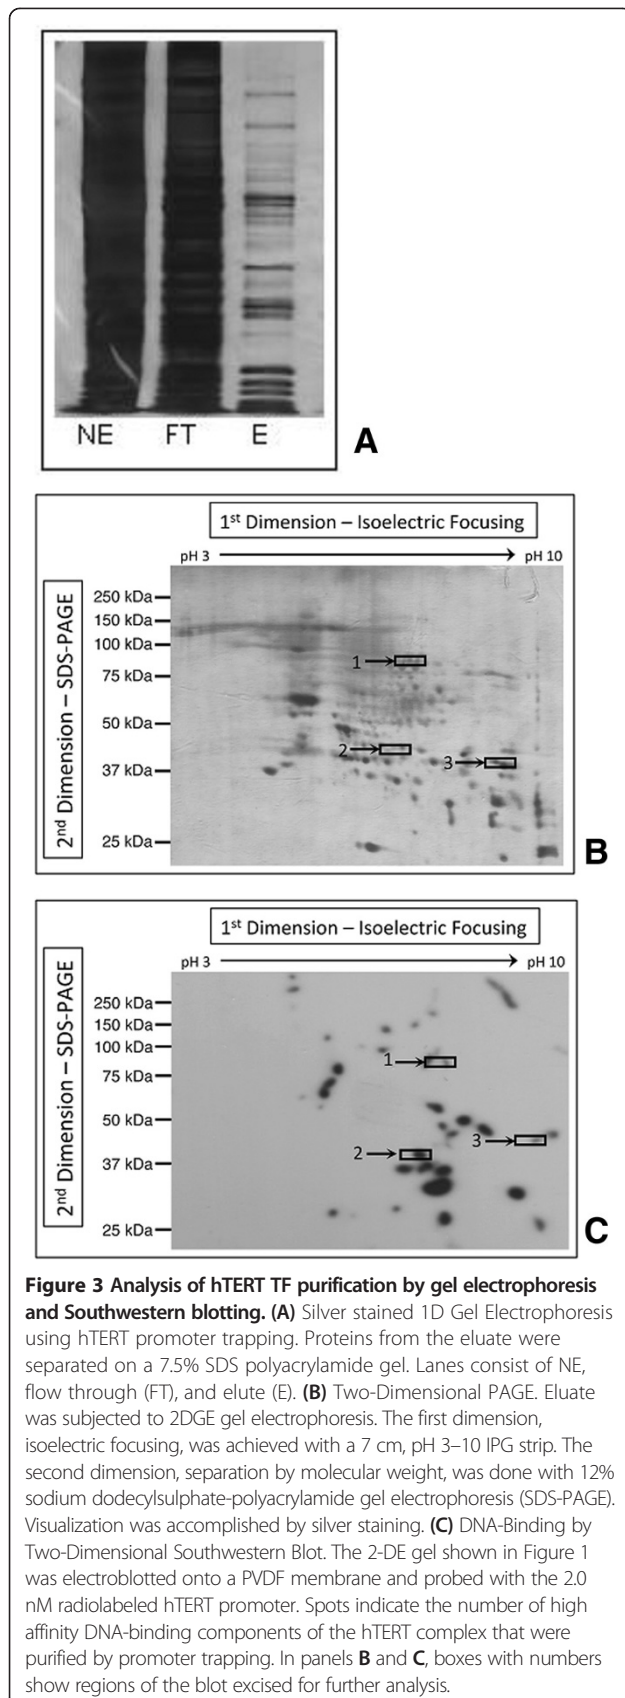 NE FT E
A
1st Dimension – Isoelectric Focusing
pH 3 pH 10
2nd Dimension – SDS-PAGE
250 kDa
150 kDa
100 kDa
75 kDa
50 kDa
37 kDa
25 kDa
1
2
3
B
1st Dimension – Isoelectric Focusing
pH 3 pH 10
2nd Dimension – SDS-PAGE
250 kDa
150 kDa
100 kDa
75 kDa
50 kDa
37 kDa
25 kDa
1
2
3
C
Figure 3 Analysis of hTERT TF purification by gel electrophoresis
and Southwestern blotting. (A) Silver stained 1D Gel Electrophoresis
using hTERT promoter trapping. Proteins from the eluate were
separated on a 7.5% SDS polyacrylamide gel. Lanes consist of NE,
flow through (FT), and elute (E). (B) Two-Dimensional PAGE. Eluate
was subjected to 2DGE gel electrophoresis. The first dimension,
isoelectric focusing, was achieved with a 7 cm, pH 3–10 IPG strip. The
second dimension, separation by molecular weight, was done with 12%
sodium dodecylsulphate-polyacrylamide gel electrophoresis (SDS-PAGE).
Visualization was accomplished by silver staining. (C) DNA-Binding by
Two-Dimensional Southwestern Blot. The 2-DE gel shown in Figure 1
was electroblotted onto a PVDF membrane and probed with the 2.0
nM radiolabeled hTERT promoter. Spots indicate the number of high
affinity DNA-binding components of the hTERT complex that were
purified by promoter trapping. In panels B and C, boxes with numbers
show regions of the blot excised for further analysis.